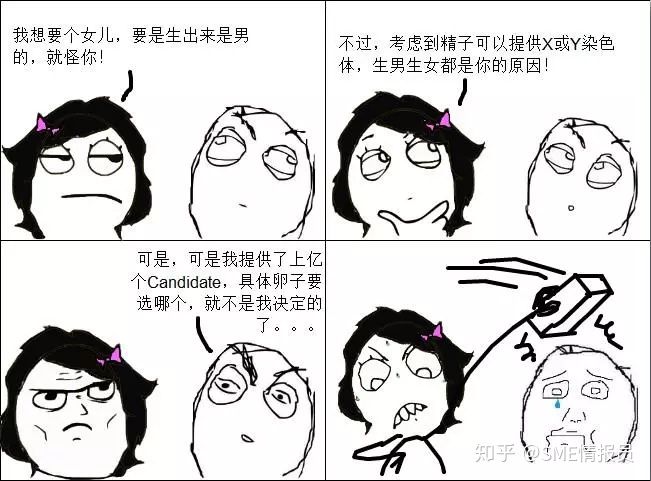 我想要个女儿，要是生出来是男
的，就怪你！
不过，考虑到精子可以提供X或Y染色
体，生男生女都是你的原因！
可是，可是我提供了上亿
个Candidate，具体卵子要
选哪个，就不是我决定的
了。。。
知乎 @SME情报员